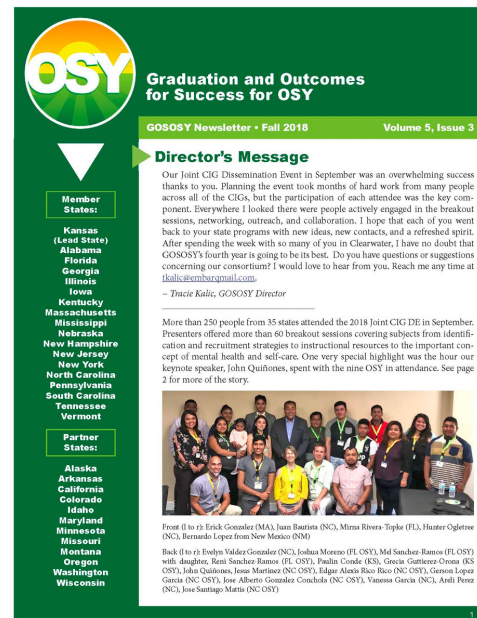 OSY
Graduation and Outcomes
for Success for OSY
GOSOSY Newsletter • Fall 2018
Volume 5, Issue 3
Member
States:
Kansas
(Lead State)
Alabama
Florida
Georgia
Illinois
Iowa
Kentucky
Massachusetts
Mississippi
Nebraska
New Hampshire
New Jersey
New York
North Carolina
Pennsylvania
South Carolina
Tennessee
Vermont
Partner
States:
Alaska
Arkansas
California
Colorado
Idaho
Maryland
Minnesota
Missouri
Montana
Oregon
Washington
Wisconsin
Director's Message
Our Joint CIG Dissemination Event in September was an overwhelming success
thanks to you. Planning the event took months of hard work from many people
across all of the CIGs, but the participation of each attendee was the key com-
ponent. Everywhere I looked there were people actively engaged in the breakout
sessions, networking, outreach, and collaboration. I hope that each of you went
back to your state programs with new ideas, new contacts, and a refreshed spirit.
After spending the week with so many of you in Clearwater, I have no doubt that
GOSOSY's fourth year is going to be its best. Do you have questions or suggestions
concerning our consortium? I would love to hear from you. Reach me any time at
tkalic@embarqmail.com.
– Tracie Kalic, GOSOSY Director
More than 250 people from 35 states attended the 2018 Joint CIG DE in September.
Presenters offered more than 60 breakout sessions covering subjects from identifi-
cation and recruitment strategies to instructional resources to the important con-
cept of mental health and self-care. One very special highlight was the hour our
keynote speaker, John Quiñones, spent with the nine OSY in attendance. See page
2 for more of the story.
Front (l to r): Erick Gonzalez (MA), Juan Bautista (NC), Mirna Rivera-Topke (FL), Hunter Ogletree
(NC), Bernardo Lopez from New Mexico (NM)
Back (l to r): Evelyn Valdez Gonzalez (NC), Joshua Moreno (FL OSY), Mel Sanchez-Ramos (FL OSY)
with daughter, Reni Sanchez-Ramos (FL OSY), Paulin Conde (KS), Grecia Guttierez-Orona (KS
OSY), John Quiñones, Jesus Martinez (NC OSY), Edgar Alexis Rico Rico (NC OSY), Gerson Lopez
Garcia (NC OSY), Jose Alberto Gonzalez Conchola (NC OSY), Vanessa Garcia (NC), Areli Perez
(NC), Jose Santiago Mattis (NC OSY)
1